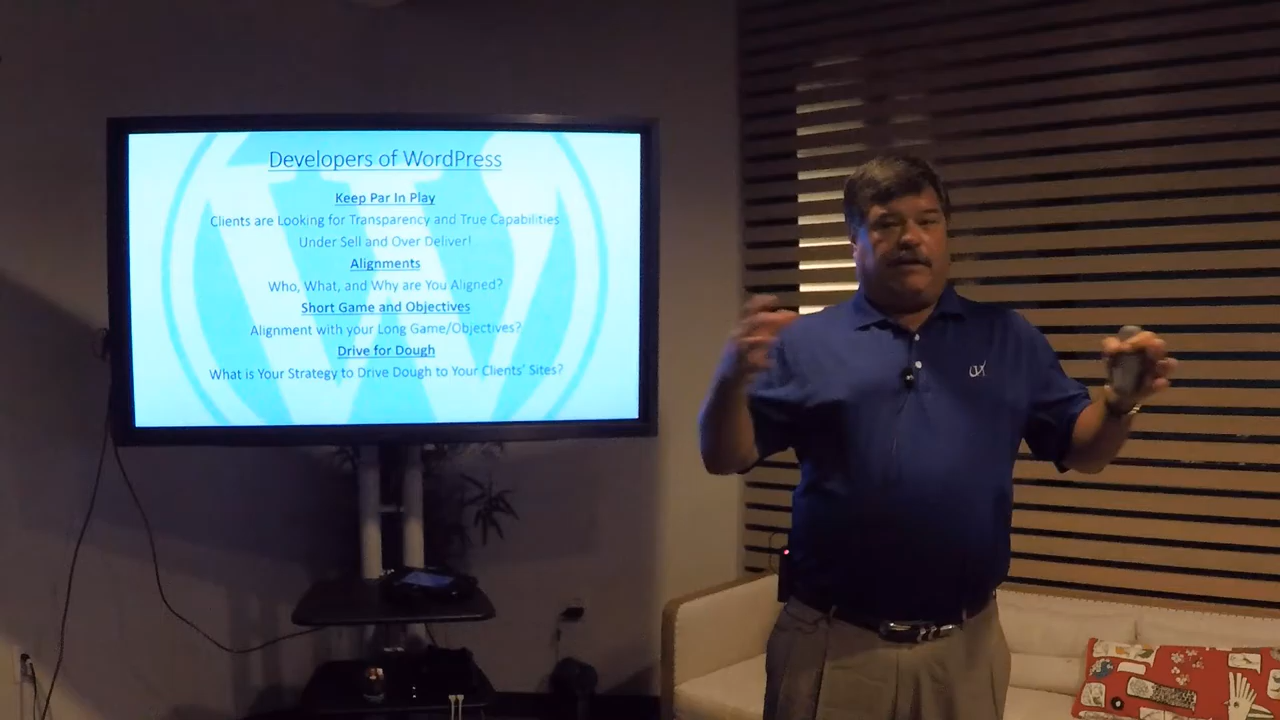 Developers of WordPress
Keep Par In Play
Clients are Looking for Transparency and True Capabilities
Under Sell and Over Deliver!
Alignments
Who, What, and Why are You Aligned?
Short Game and Objectives
Alignment with your Long Game/Objectives?
Drive for Dough
What is Your Strategy to Drive Dough to Your Clients' Sites?